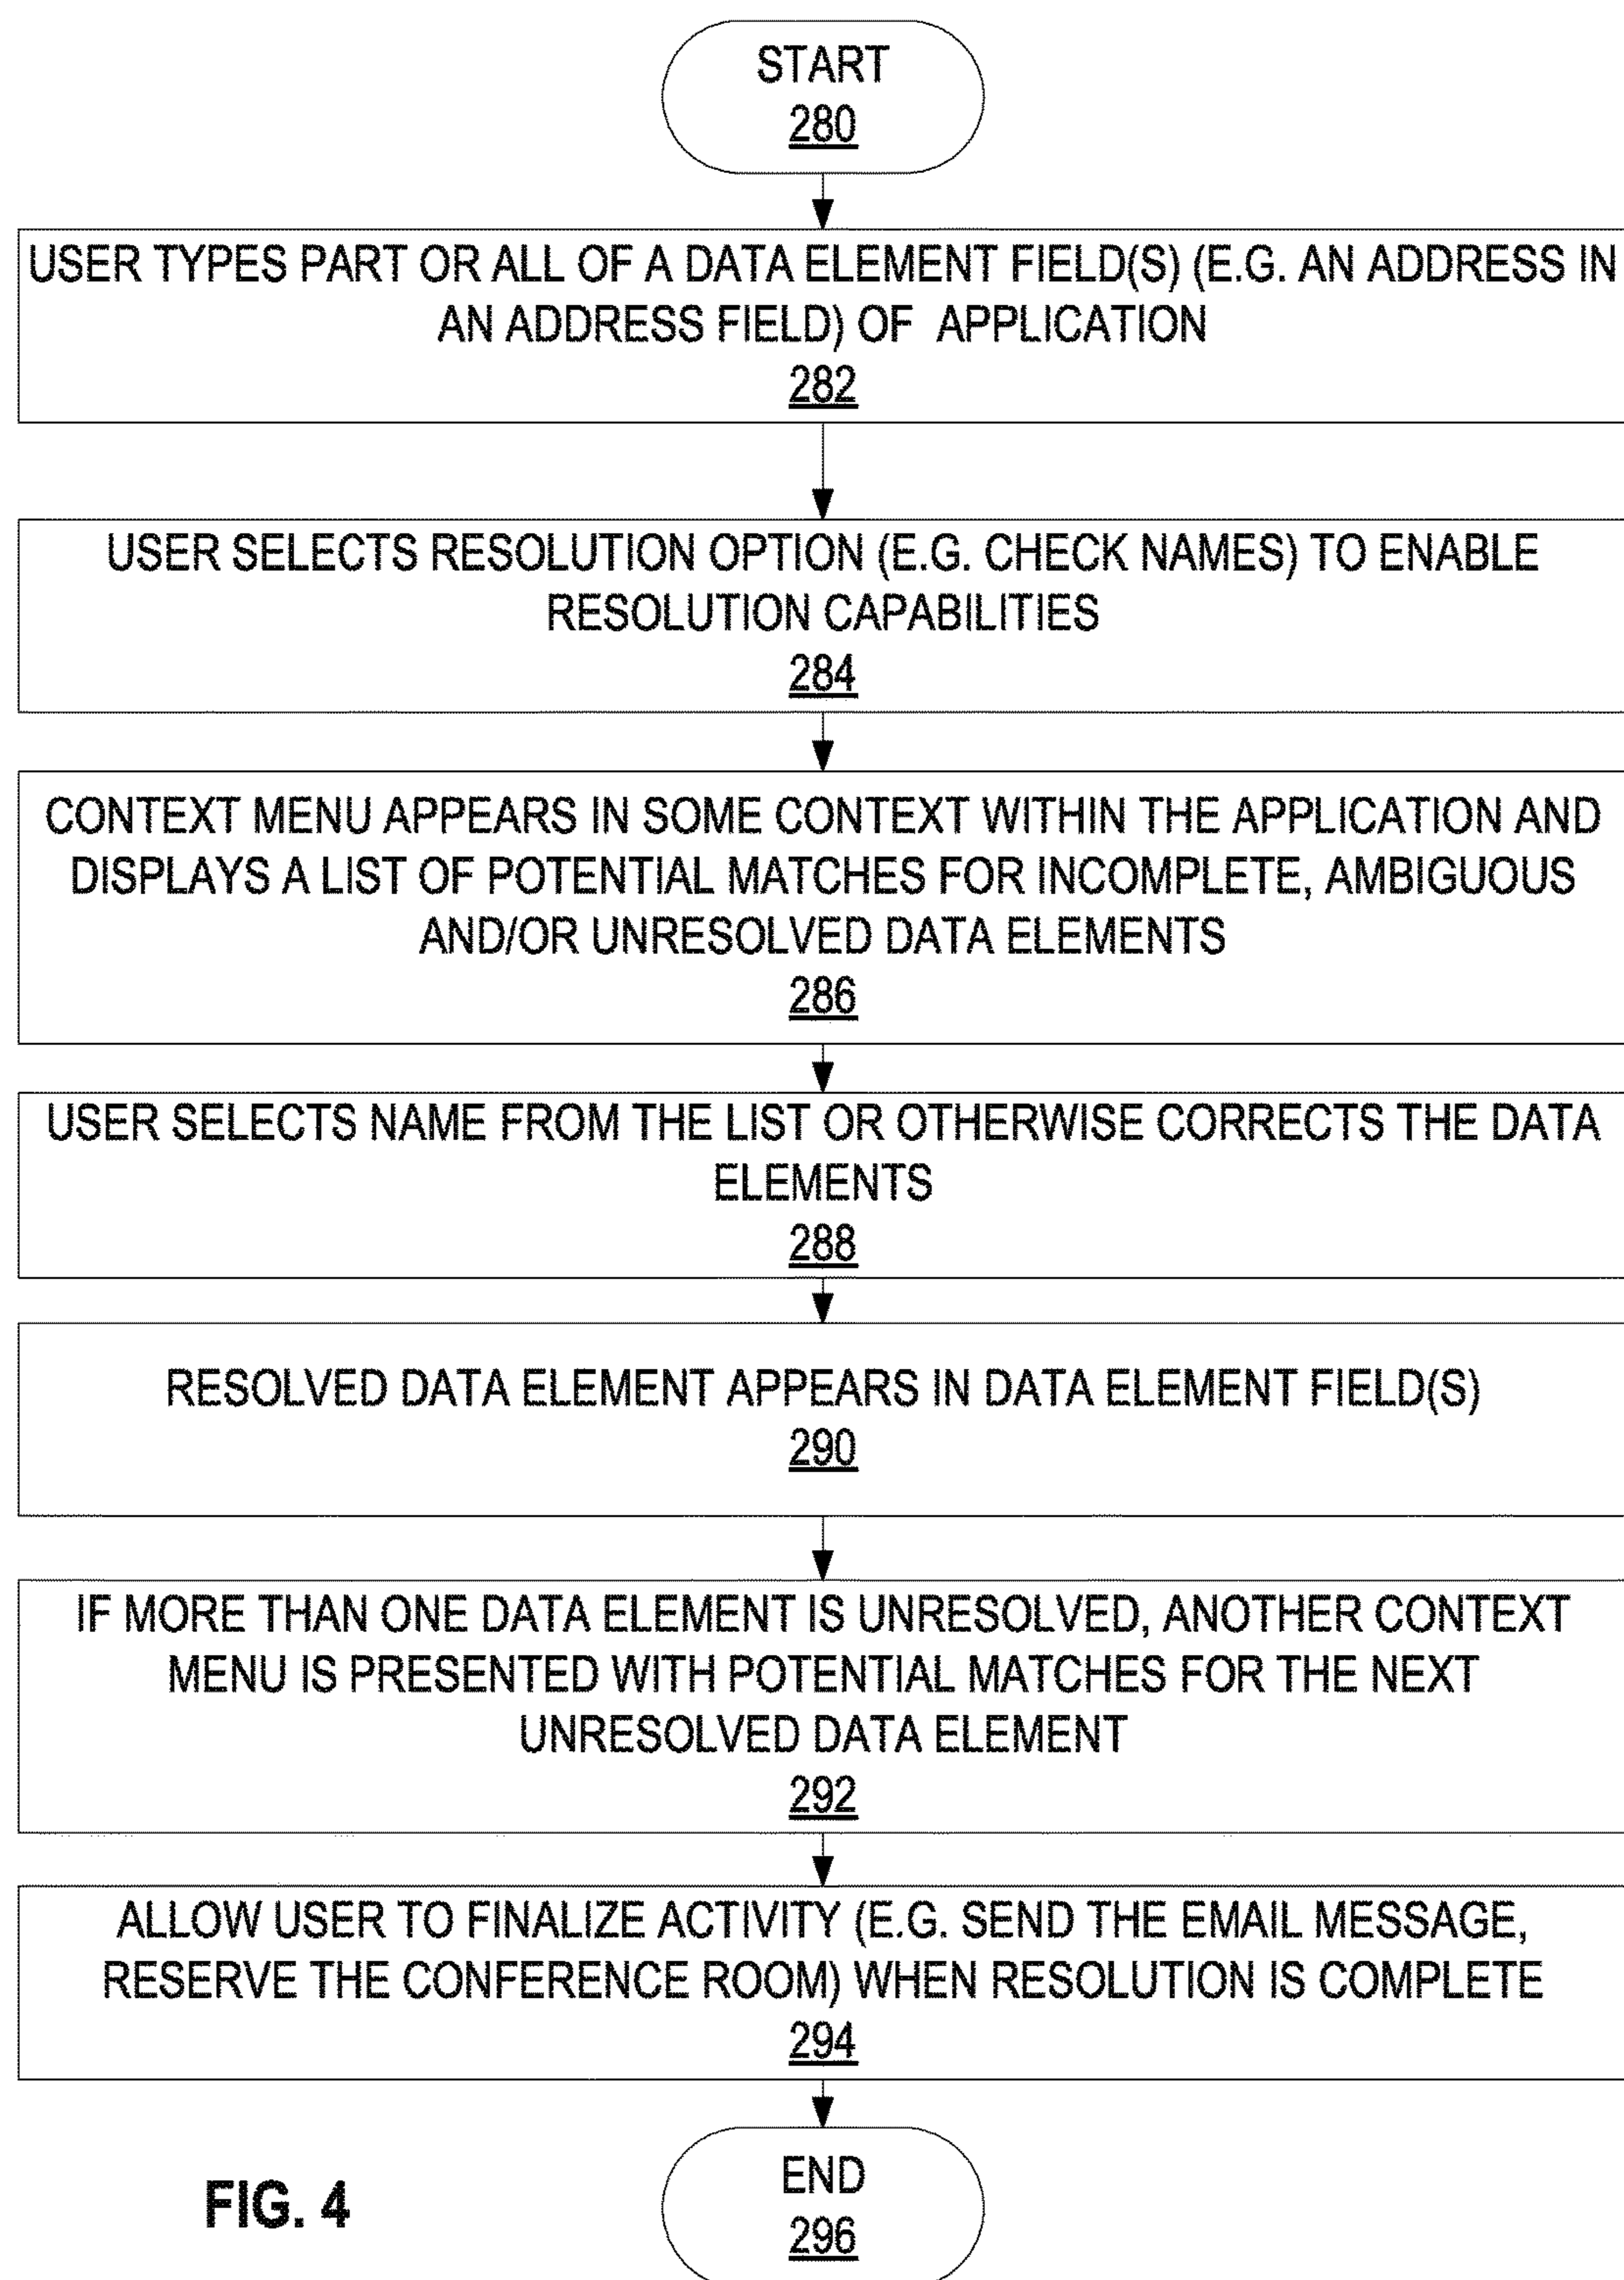 START
280
USER TYPES PART OR ALL OF A DATA ELEMENT FIELD(S) (E.G. AN ADDRESS IN
AN ADDRESS FIELD) OF APPLICATION
282
USER SELECTS RESOLUTION OPTION (E.G. CHECK NAMES) TO ENABLE
RESOLUTION CAPABILITIES
284
CONTEXT MENU APPEARS IN SOME CONTEXT WITHIN THE APPLICATION AND
DISPLAYS A LIST OF POTENTIAL MATCHES FOR INCOMPLETE, AMBIGUOUS
AND/OR UNRESOLVED DATA ELEMENTS
286
USER SELECTS NAME FROM THE LIST OR OTHERWISE CORRECTS THE DATA
ELEMENTS
288
RESOLVED DATA ELEMENT APPEARS IN DATA ELEMENT FIELD(S)
290
IF MORE THAN ONE DATA ELEMENT IS UNRESOLVED, ANOTHER CONTEXT
MENU IS PRESENTED WITH POTENTIAL MATCHES FOR THE NEXT
UNRESOLVED DATA ELEMENT
292
ALLOW USER TO FINALIZE ACTIVITY (E.G. SEND THE EMAIL MESSAGE,
RESERVE THE CONFERENCE ROOM) WHEN RESOLUTION IS COMPLETE
294
END
296
FIG. 4